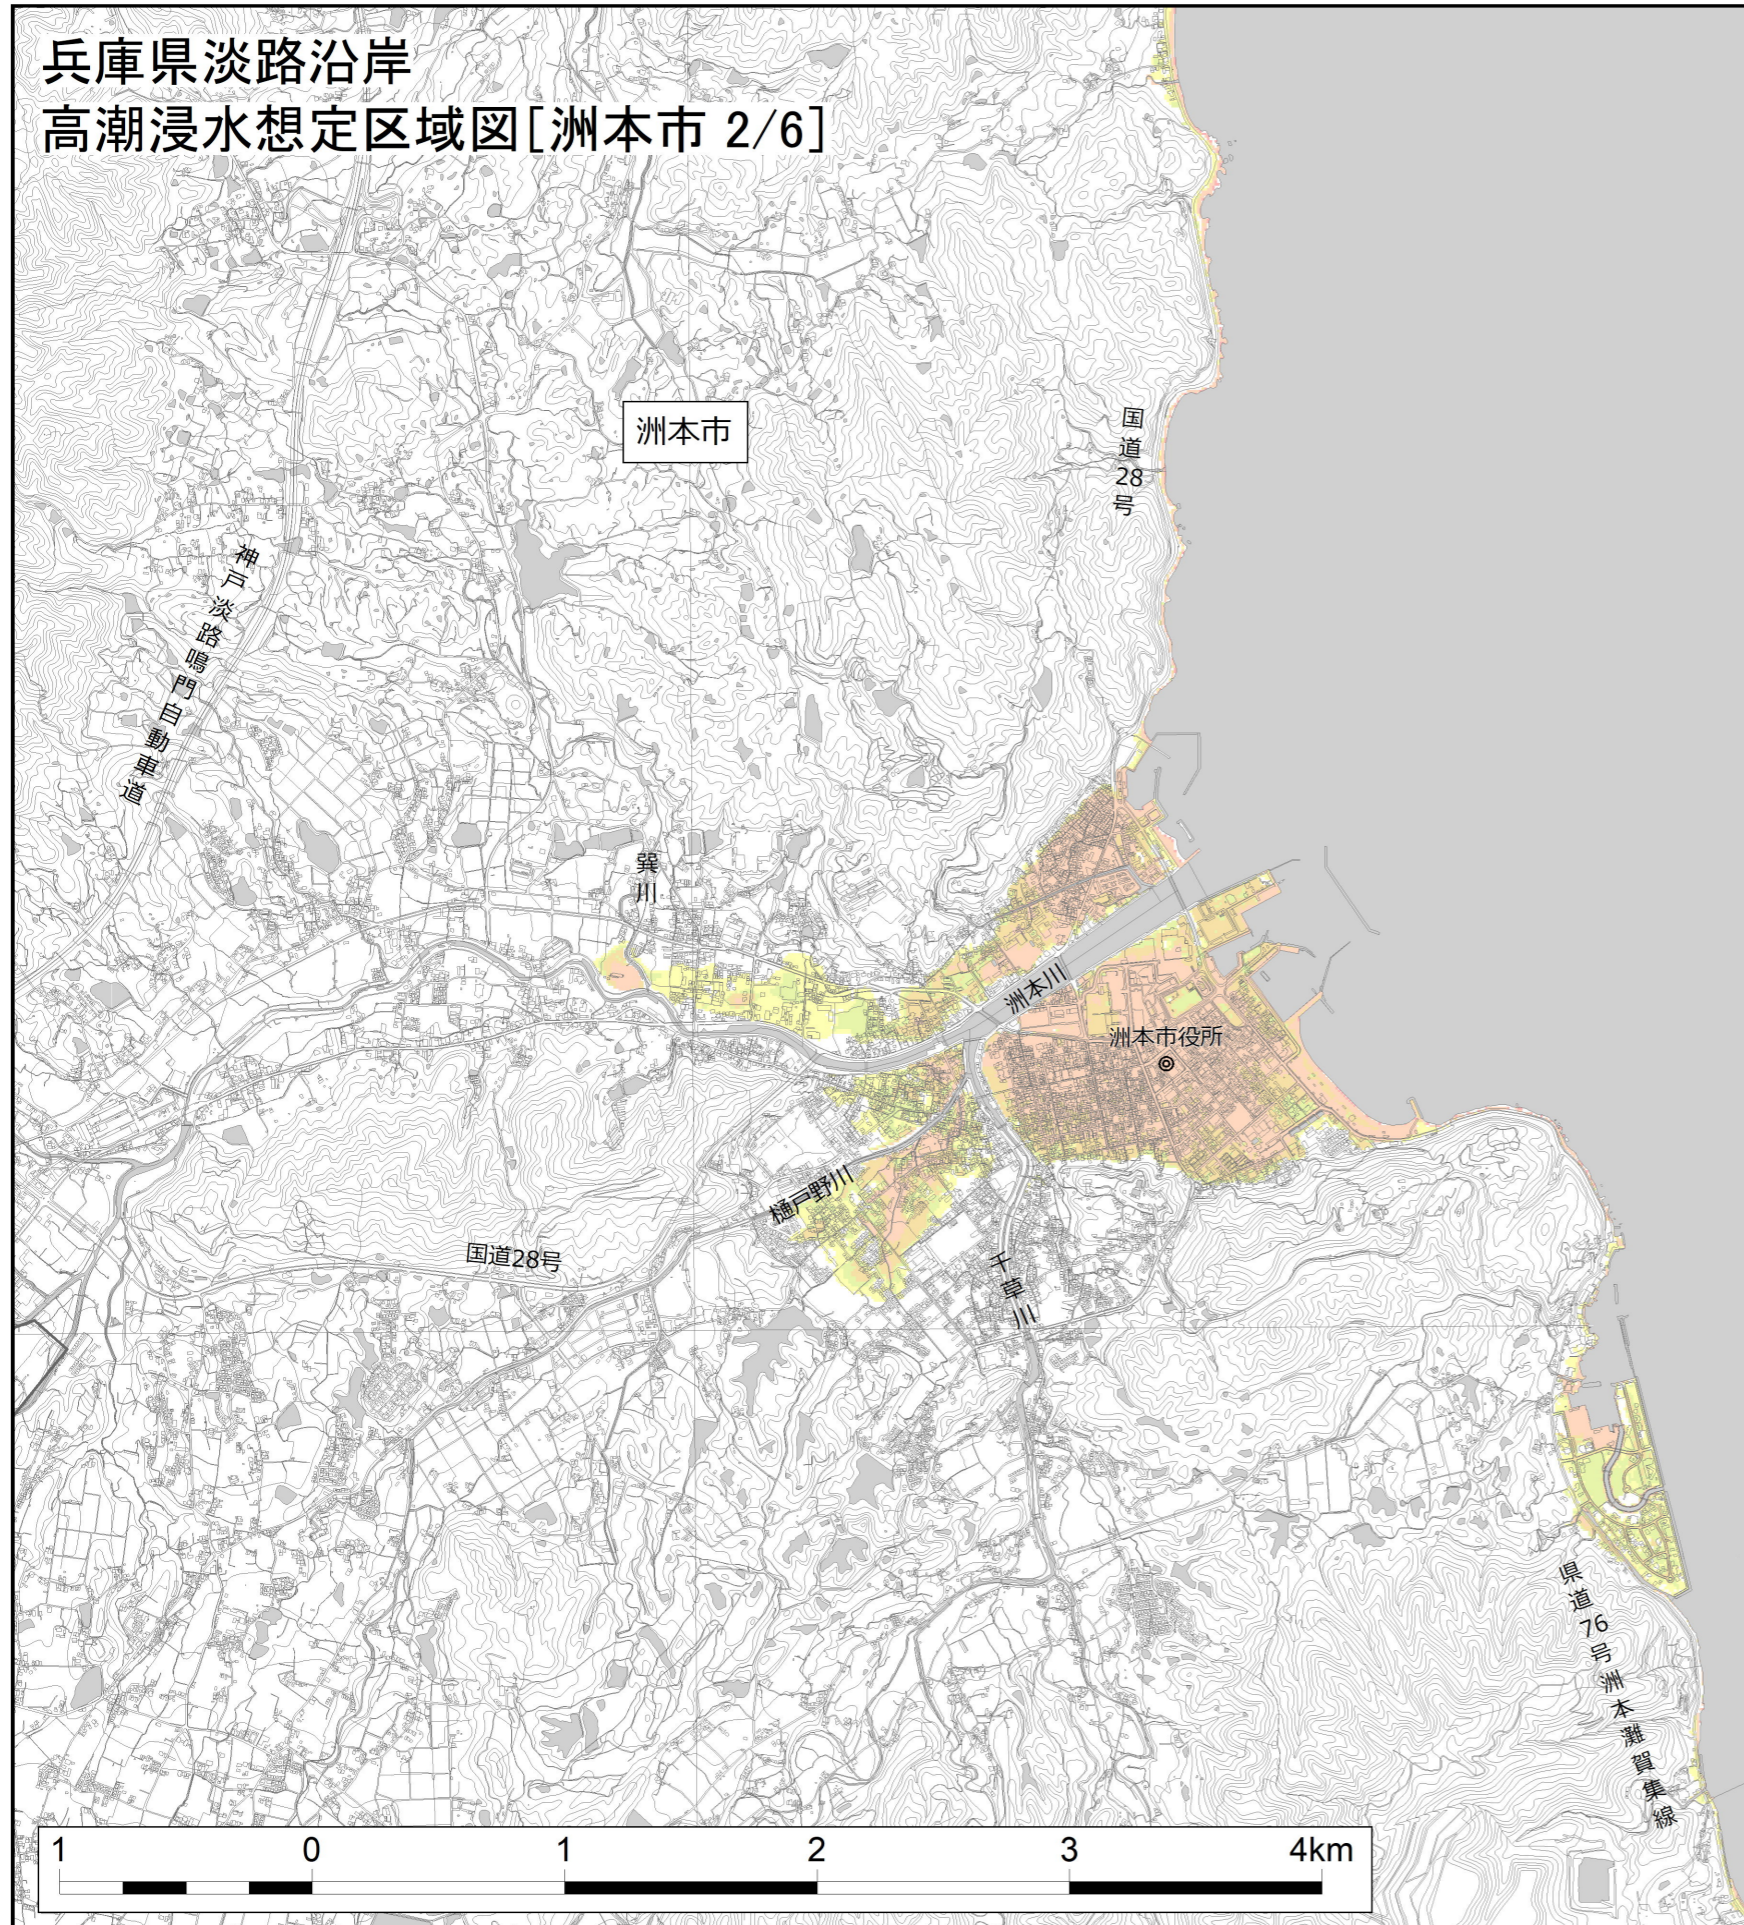 兵庫県淡路沿岸
高潮浸水想定区域図[洲本市 2/6]
洲本市
国道28号
神戸淡路鳴門自動車道
巽川
洲本川
洲本市役所
樋戸野川
国道28号
千草川
県道76号洲本灘賀集線
1 0 1 2 3 4km